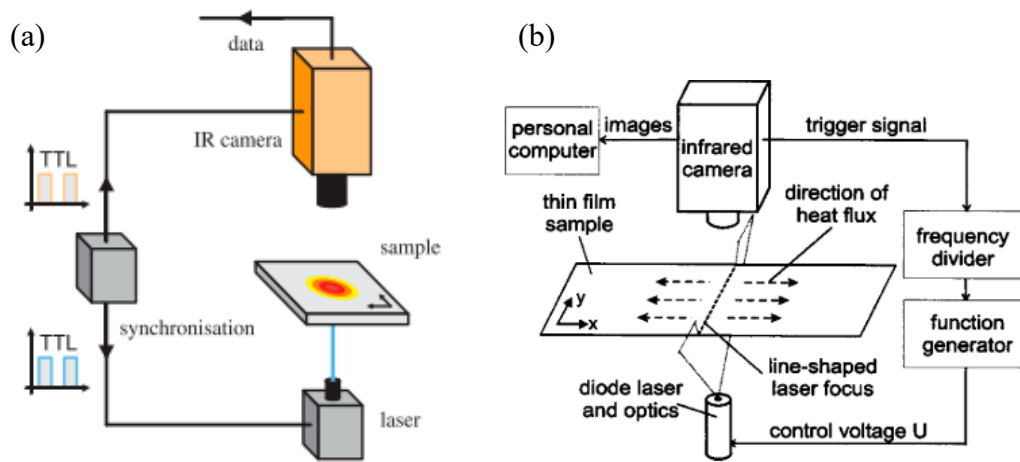 (a)
data
IR camera
TTL
sample
synchronisation
TTL
laser
(b)
personal
computer
images
infrared
camera
trigger signal
thin film
sample
direction of
heat flux
frequency
divider
y
x
function
generator
line-shaped
laser focus
diode laser
and optics
control voltage U